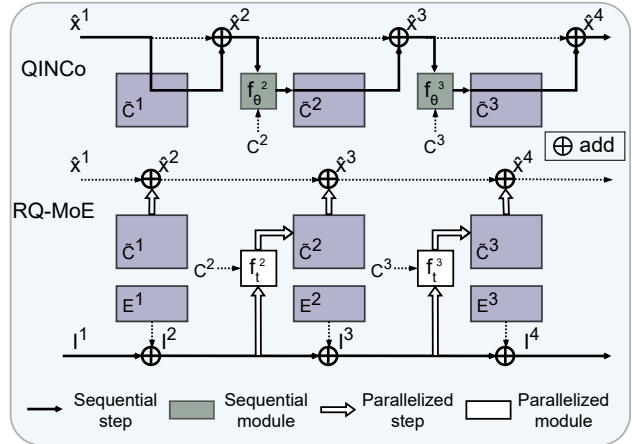 x̂¹ x̂² x̂³ x̂⁴
QINCo
C̃¹ f_θ² C̃² f_θ³ C̃³
C² C³
⊕ add
x̂¹ x̂² x̂³ x̂⁴
RQ-MoE
C̃¹ C̃² C̃³
C² f_t² C³ f_t³
E¹ E² E³
I¹ I² I³ I⁴
Sequential step Sequential module Parallelized step Parallelized module